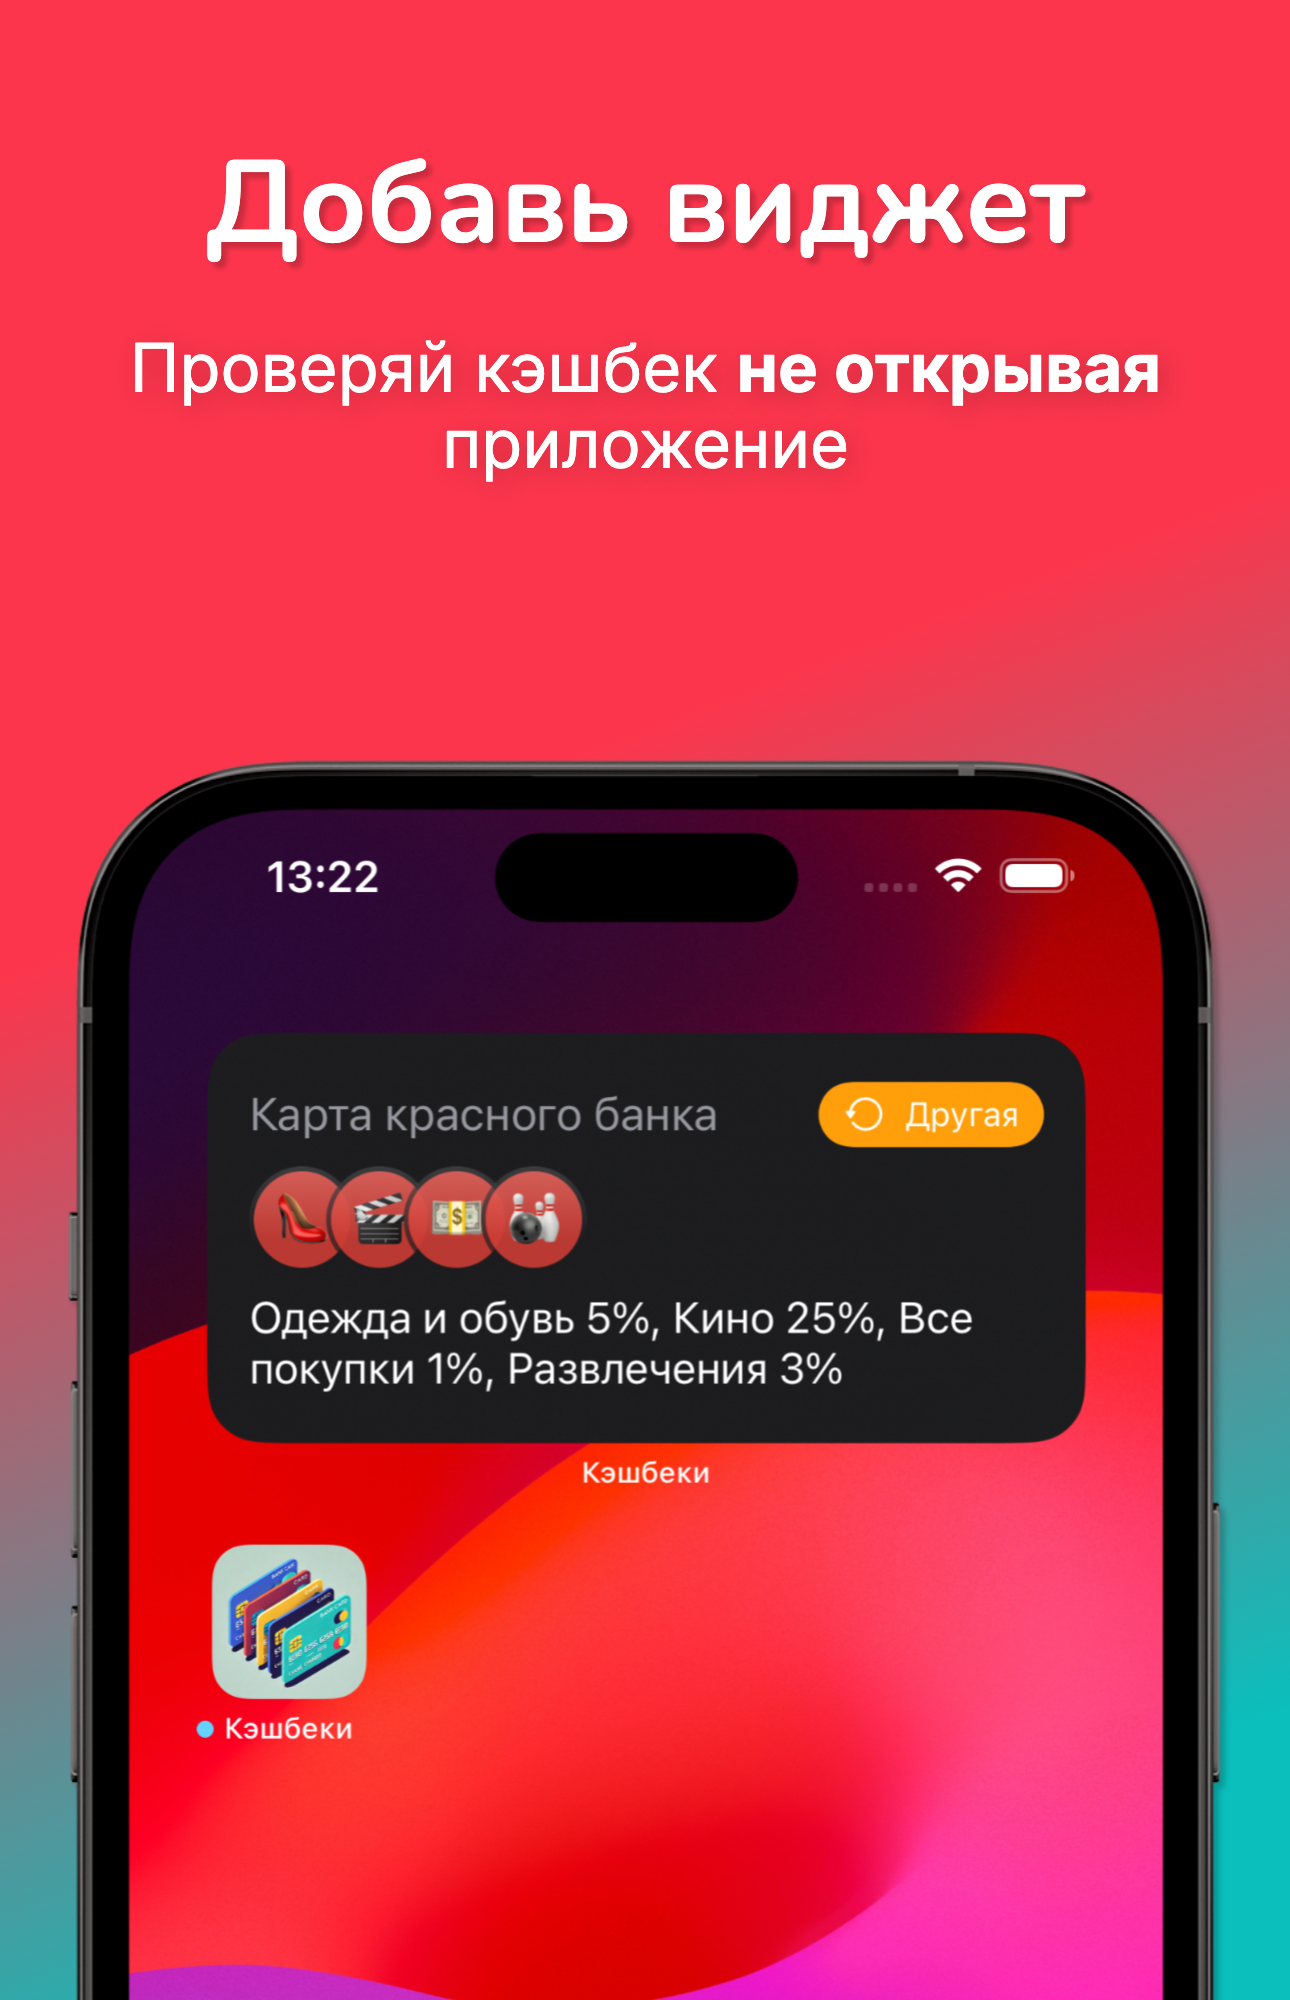 Добавь виджет
Проверяй кэшбек не открывая
приложение
13:22
Карта красного банка
Другая
Одежда и обувь 5%, Кино 25%, Все
покупки 1%, Развлечения 3%
Кэшбеки
Кэшбеки